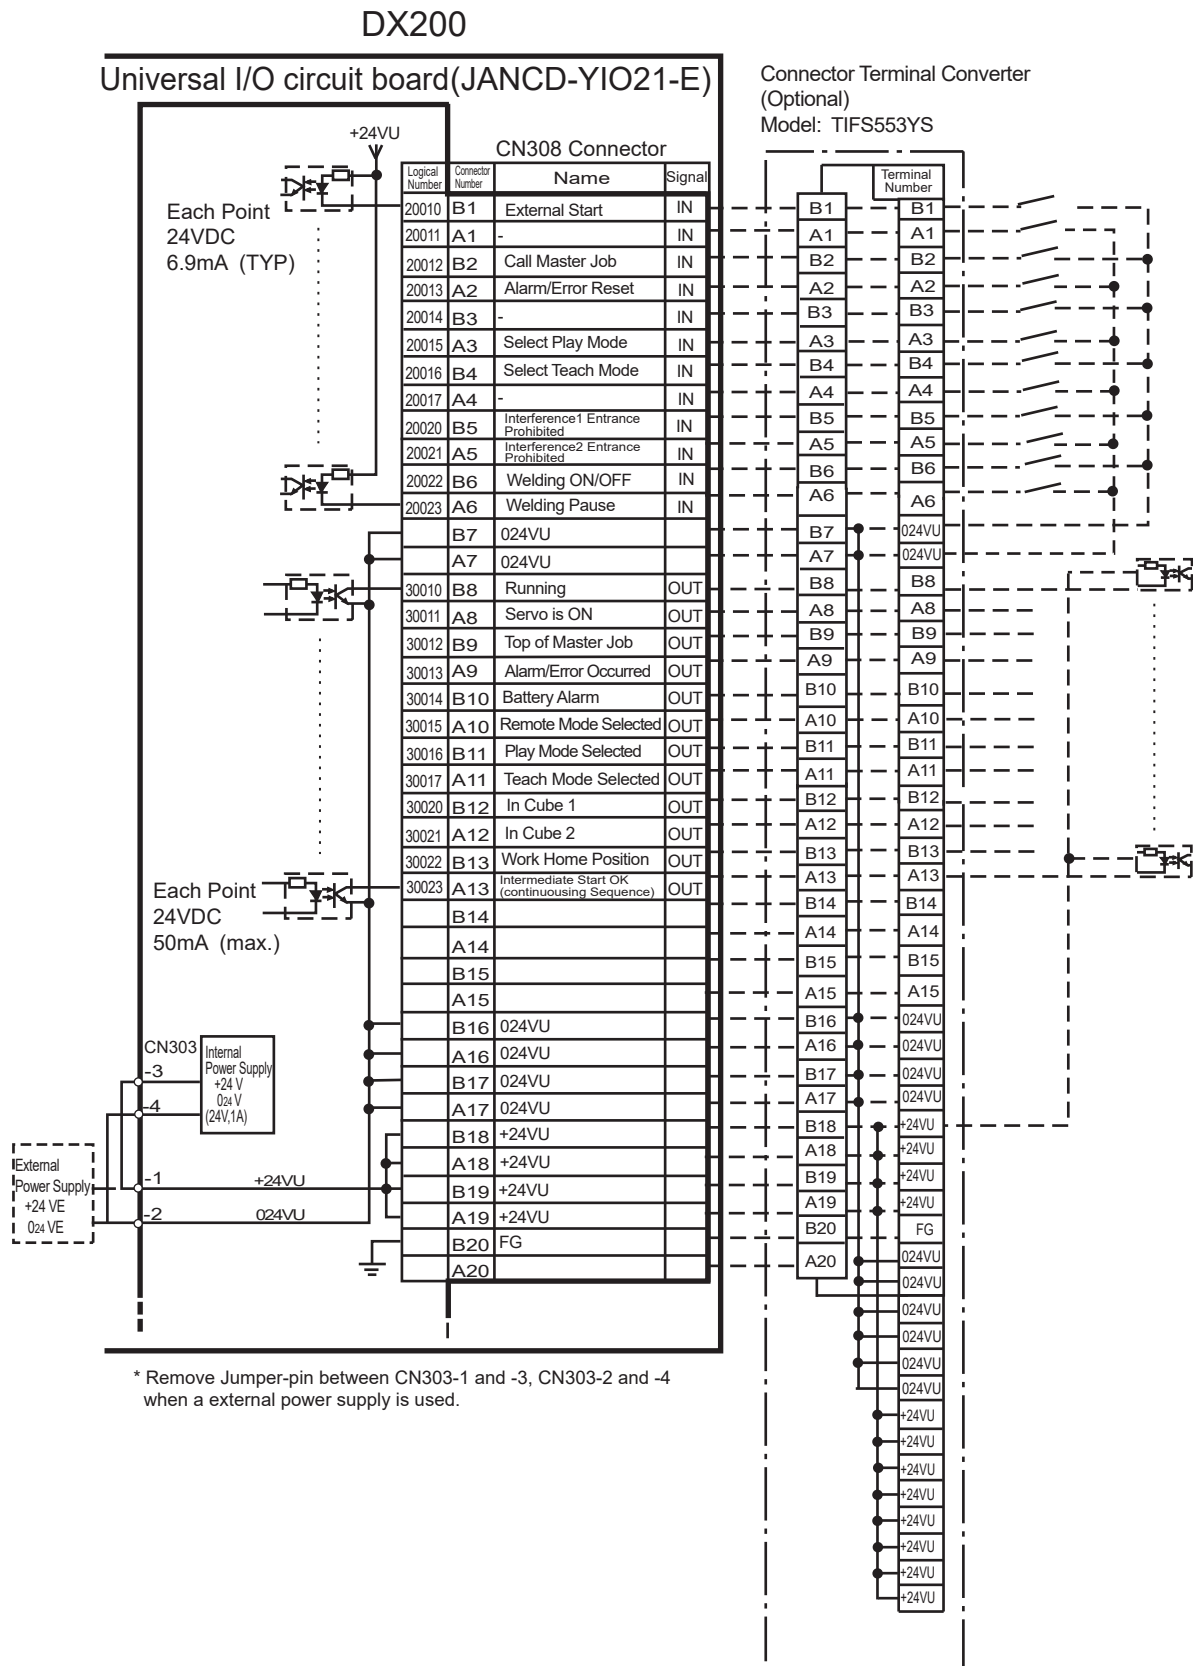 DX200
Universal I/O circuit board(JANCD-YIO21-E)
Connector Terminal Converter
(Optional)
Model: TIFS553YS
+24VU
CN308 Connector
Logical Number Connector Number Name Signal
Terminal Number
Each Point
24VDC
6.9mA (TYP)
20010 B1 External Start IN B1 B1
20011 A1 - IN A1 A1
20012 B2 Call Master Job IN B2 B2
20013 A2 Alarm/Error Reset IN A2 A2
20014 B3 - IN B3 B3
20015 A3 Select Play Mode IN A3 A3
20016 B4 Select Teach Mode IN B4 B4
20017 A4 - IN A4 A4
20020 B5 Interference1 Entrance Prohibited IN B5 B5
20021 A5 Interference2 Entrance Prohibited IN A5 A5
20022 B6 Welding ON/OFF IN B6 B6
20023 A6 Welding Pause IN A6 A6
B7 024VU B7 024VU
A7 024VU A7 024VU
30010 B8 Running OUT B8 B8
30011 A8 Servo is ON OUT A8 A8
30012 B9 Top of Master Job OUT B9 B9
30013 A9 Alarm/Error Occurred OUT A9 A9
30014 B10 Battery Alarm OUT B10 B10
30015 A10 Remote Mode Selected OUT A10 A10
30016 B11 Play Mode Selected OUT B11 B11
30017 A11 Teach Mode Selected OUT A11 A11
30020 B12 In Cube 1 OUT B12 B12
30021 A12 In Cube 2 OUT A12 A12
30022 B13 Work Home Position OUT B13 B13
30023 A13 Intermediate Start OK (continuousing Sequence) OUT A13 A13
Each Point
24VDC
50mA (max.)
B14 B14 B14
A14 A14 A14
B15 B15 B15
A15 A15 A15
B16 024VU B16 024VU
A16 024VU A16 024VU
B17 024VU B17 024VU
A17 024VU A17 024VU
B18 +24VU B18 +24VU
A18 +24VU A18 +24VU
B19 +24VU B19 +24VU
A19 +24VU A19 +24VU
B20 FG B20 FG
A20 A20 024VU
CN303
-3
-4
Internal
Power Supply
+24 V
024 V
(24V,1A)
External
Power Supply
+24 VE
024 VE
-1 +24VU
-2 024VU
024VU
024VU
024VU
024VU
024VU
+24VU
+24VU
+24VU
+24VU
+24VU
+24VU
+24VU
+24VU
* Remove Jumper-pin between CN303-1 and -3, CN303-2 and -4
when a external power supply is used.